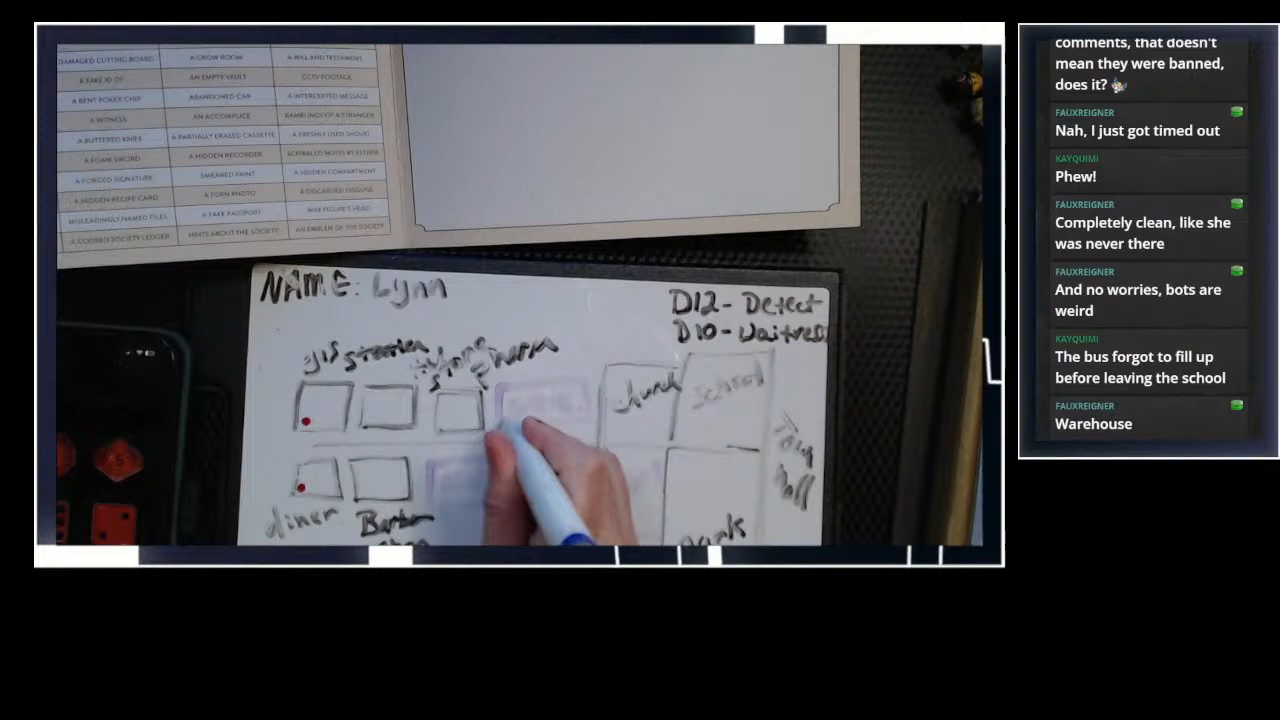 DAMAGED CUTTING BOARD A GROW ROOM A WILL AND TESTAMENT
A FAKE ID OF AN EMPTY VAULT CCTV FOOTAGE
A BENT POKER CHIP ABANDONED CAR A INTERCEPTED MESSAGE
A WITNESS AN ACCOMPLICE RAMBLINGS OF A STRANGER
A BUTTERED KNIFE A PARTIALLY ERASED CASSETTE A FRESHLY USED SHOVEL
A FOAM SWORD A HIDDEN RECORDER SCRIBBLED NOTES BY ESTHER
A FORGED SIGNATURE SMEARED PAINT A HIDDEN COMPARTMENT
A HIDDEN RECIPE CARD A TORN PHOTO A DISCARDED DISGUISE
MISLEADINGLY NAMED FILES A FAKE PASSPORT WAX FIGURE'S HEAD
A CODED SOCIETY LEDGER HINTS ABOUT THE SOCIETY AN EMBLEM OF THE SOCIETY
NAME: Lynn
D12 - Detect
D10 - Waitress
station
church
school
diner
park
comments, that doesn't
mean they were banned,
does it?
FAUXREIGNER
Nah, I just got timed out
KAYQUIMI
Phew!
FAUXREIGNER
Completely clean, like she
was never there
FAUXREIGNER
And no worries, bots are
weird
KAYQUIMI
The bus forgot to fill up
before leaving the school
FAUXREIGNER
Warehouse